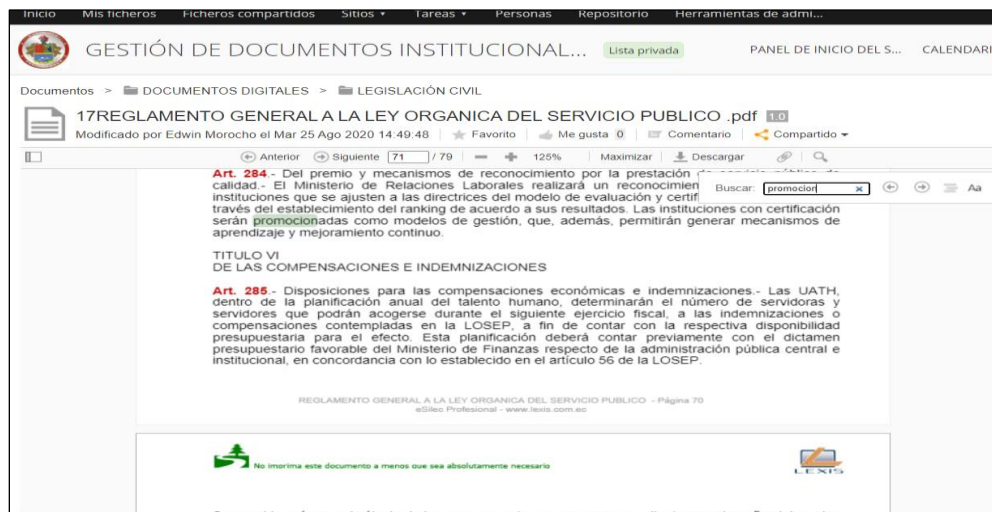 Inicio Mis ficheros Ficheros compartidos Sitios Tareas Personas Repositorio Herramientas de admi...
GESTIÓN DE DOCUMENTOS INSTITUCIONAL... Lista privada PANEL DE INICIO DEL S... CALENDARI
Documentos > DOCUMENTOS DIGITALES > LEGISLACIÓN CIVIL
17REGLAMENTO GENERAL A LA LEY ORGANICA DEL SERVICIO PUBLICO .pdf 1.0
Modificado por Edwin Morocho el Mar 25 Ago 2020 14:49:48 Favorito Me gusta 0 Comentario Compartido
Anterior Siguiente 71 / 79 125% Maximizar Descargar
Buscar: promocion Aa
Art. 284.- Del premio y mecanismos de reconocimiento por la prestación
calidad.- El Ministerio de Relaciones Laborales realizará un reconocimien
instituciones que se ajusten a las directrices del modelo de evaluación y certif
través del establecimiento del ranking de acuerdo a sus resultados. Las instituciones con certificación
serán promocionadas como modelos de gestión, que, además, permitirán generar mecanismos de
aprendizaje y mejoramiento continuo.
TITULO VI
DE LAS COMPENSACIONES E INDEMNIZACIONES
Art. 285.- Disposiciones para las compensaciones económicas e indemnizaciones.- Las UATH,
dentro de la planificación anual del talento humano, determinarán el número de servidoras y
servidores que podrán acogerse durante el siguiente ejercicio fiscal, a las indemnizaciones o
compensaciones contempladas en la LOSEP, a fin de contar con la respectiva disponibilidad
presupuestaria para el efecto. Esta planificación deberá contar previamente con el dictamen
presupuestario favorable del Ministerio de Finanzas respecto de la administración pública central e
institucional, en concordancia con lo establecido en el artículo 56 de la LOSEP.
REGLAMENTO GENERAL A LA LEY ORGANICA DEL SERVICIO PUBLICO - Página 70
eSilec Profesional - www.lexis.com.ec
No imprima este documento a menos que sea absolutamente necesario
LEXIS